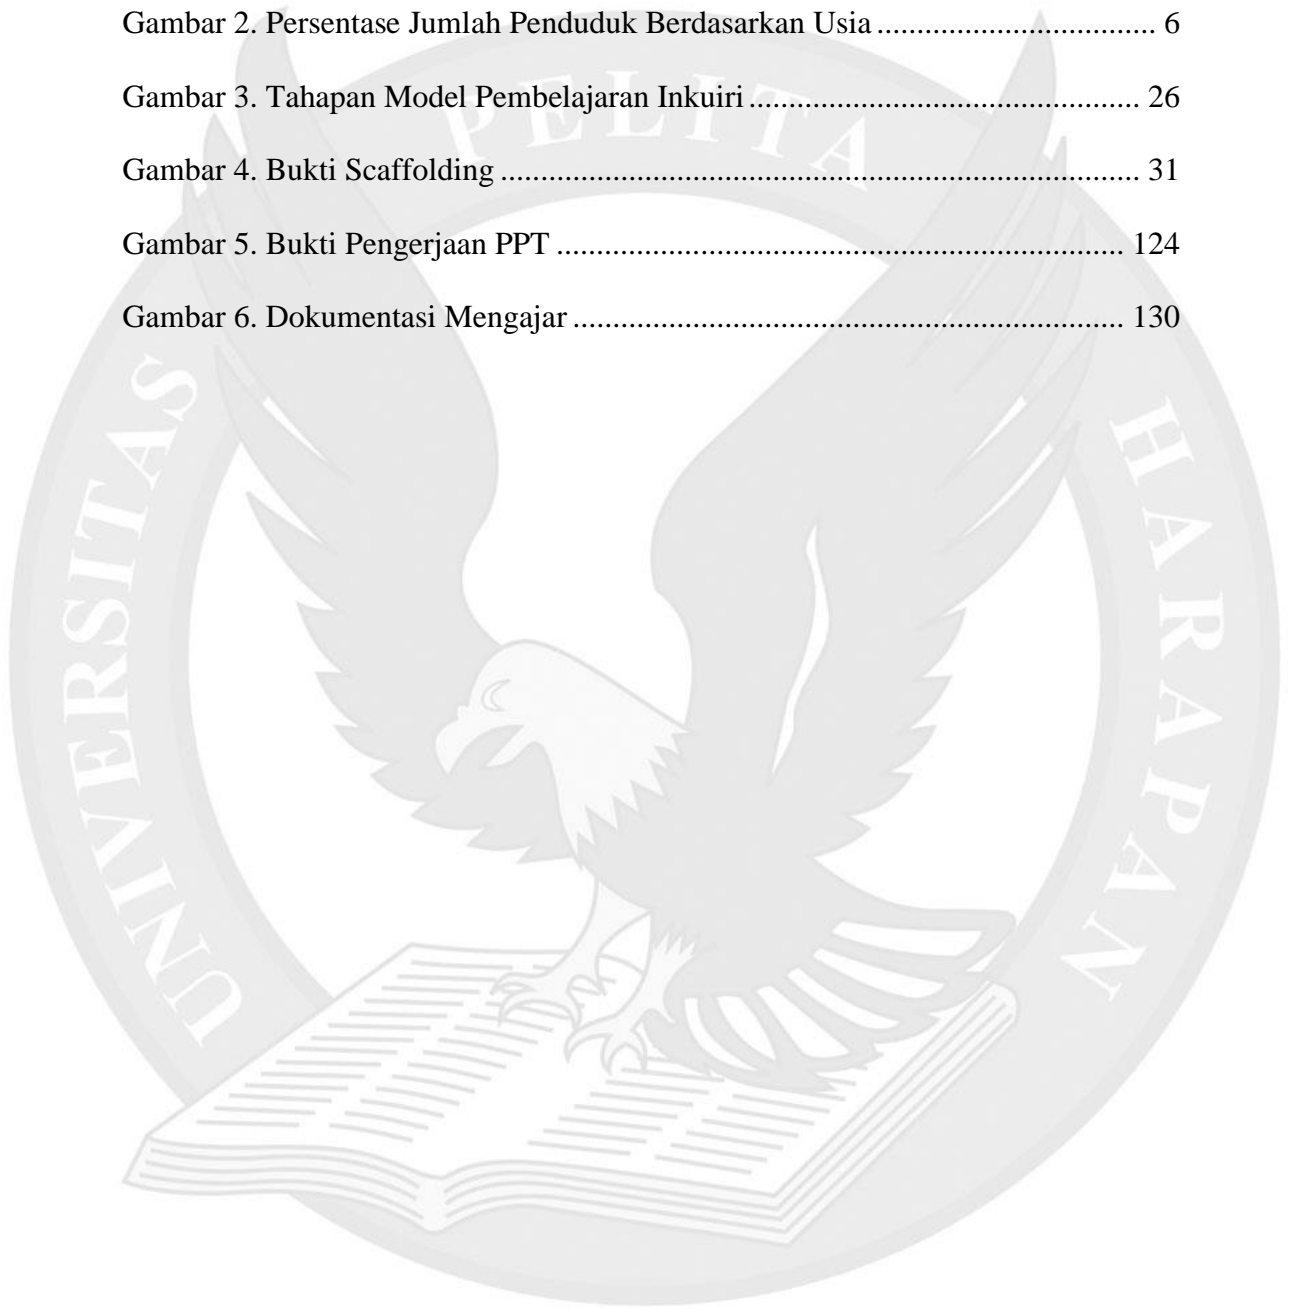 Gambar 2. Persentase Jumlah Penduduk Berdasarkan Usia ................................... 6
Gambar 3. Tahapan Model Pembelajaran Inkuiri ................................................. 26
Gambar 4. Bukti Scaffolding ................................................................................ 31
Gambar 5. Bukti Pengerjaan PPT ....................................................................... 124
Gambar 6. Dokumentasi Mengajar ..................................................................... 130
UNIVERSITAS PELITA HARAPAN